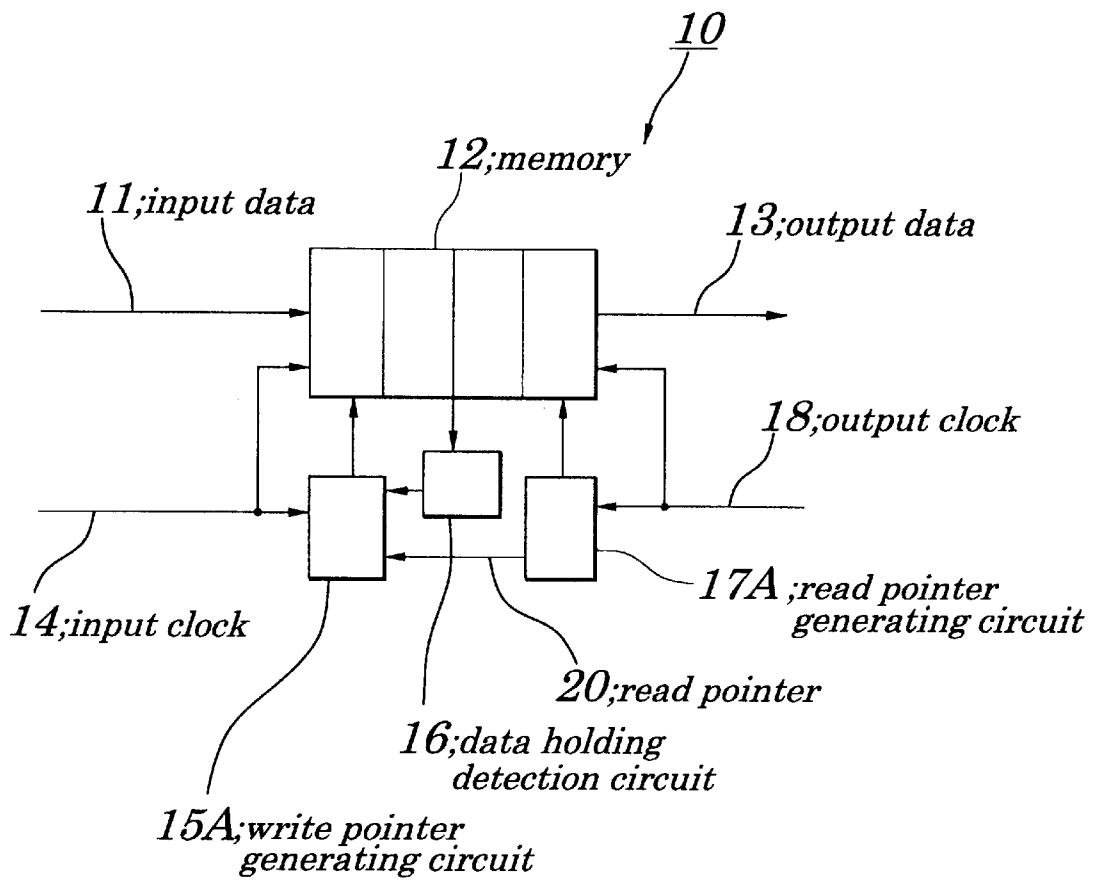 10
12;memory
11;input data
13;output data
18;output clock
17A ;read pointer
generating circuit
14;input clock
20;read pointer
16;data holding
detection circuit
15A;write pointer
generating circuit